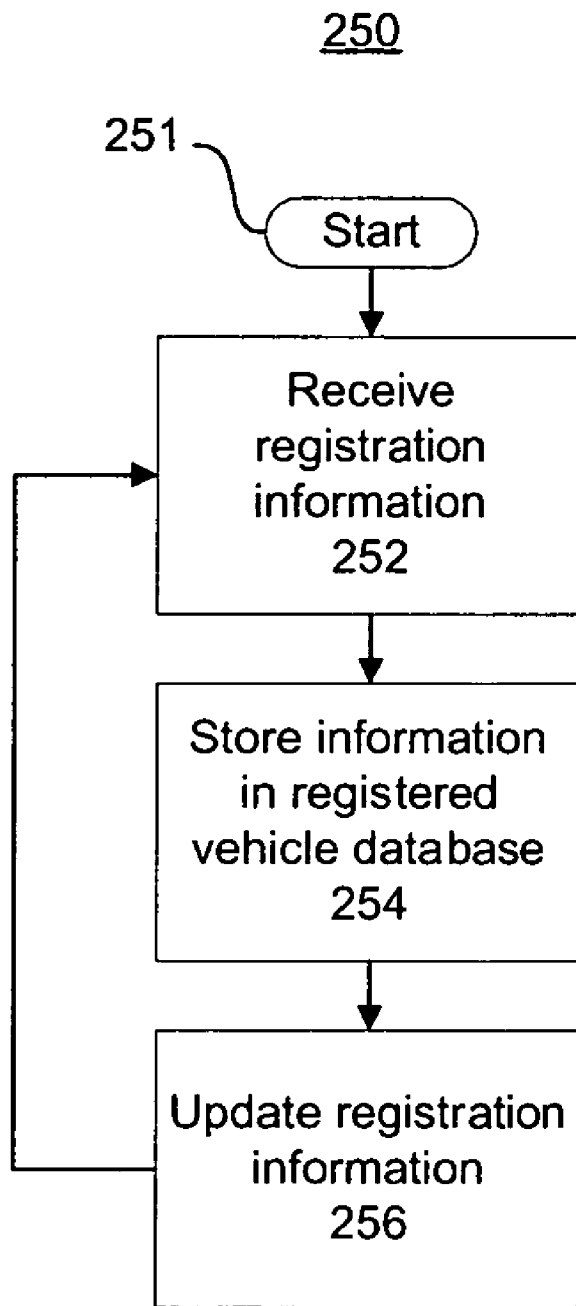 250
251
Start
Receive
registration
information
252
Store information
in registered
vehicle database
254
Update registration
information
256